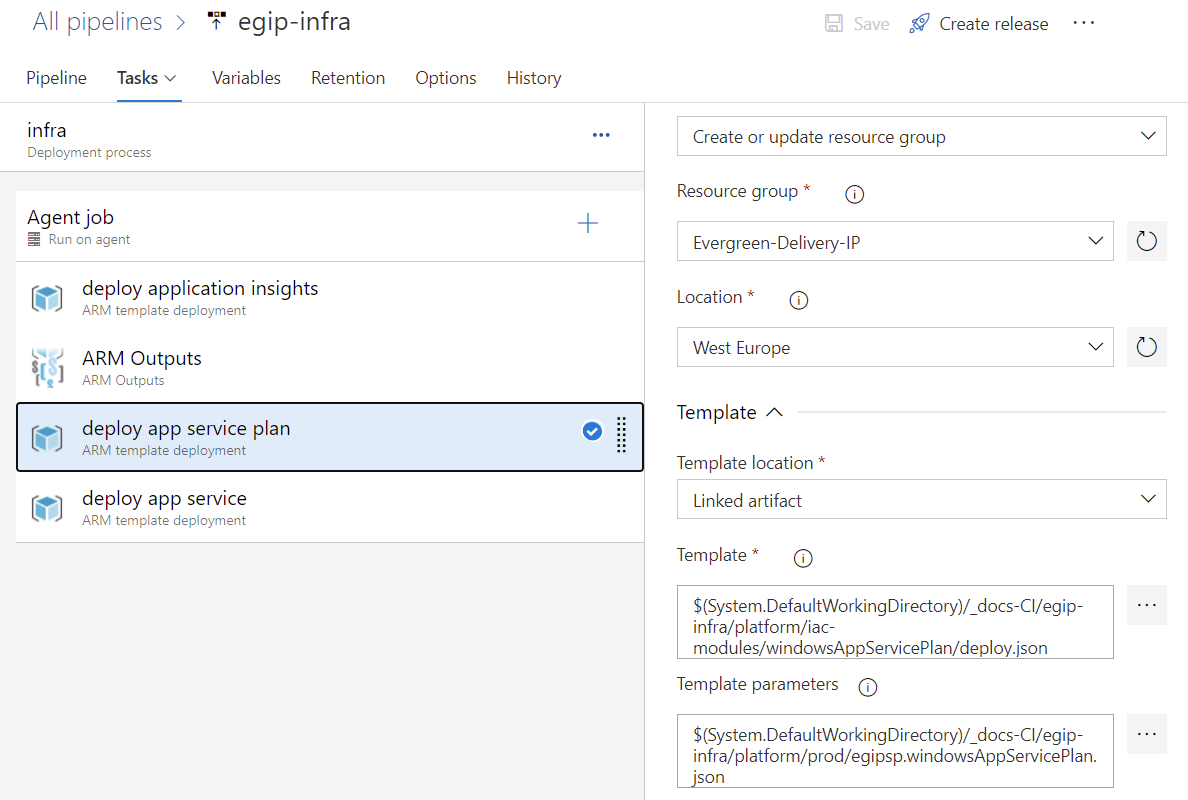 All pipelines > egip-infra
Save Create release ...
Pipeline Tasks Variables Retention Options History
infra
Deployment process
...
Agent job
Run on agent
deploy application insights
ARM template deployment
ARM Outputs
ARM Outputs
deploy app service plan
ARM template deployment
deploy app service
ARM template deployment
Create or update resource group
Resource group *
Evergreen-Delivery-IP
Location *
West Europe
Template
Template location *
Linked artifact
Template *
$(System.DefaultWorkingDirectory)/_docs-CI/egip-
infra/platform/iac-
modules/windowsAppServicePlan/deploy.json
...
Template parameters
$(System.DefaultWorkingDirectory)/_docs-CI/egip-
infra/platform/prod/egipsp.windowsAppServicePlan.
json
...